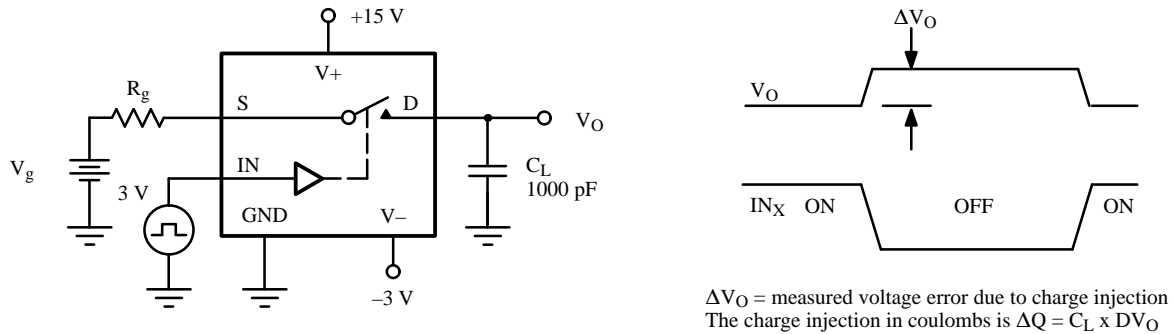 +15 V
V+
R_g
S
D
V_O
V_g
3 V
IN
C_L
1000 pF
GND
V–
–3 V
ΔV_O
V_O
IN_X ON OFF ON
ΔV_O = measured voltage error due to charge injection
The charge injection in coulombs is ΔQ = C_L x DV_O